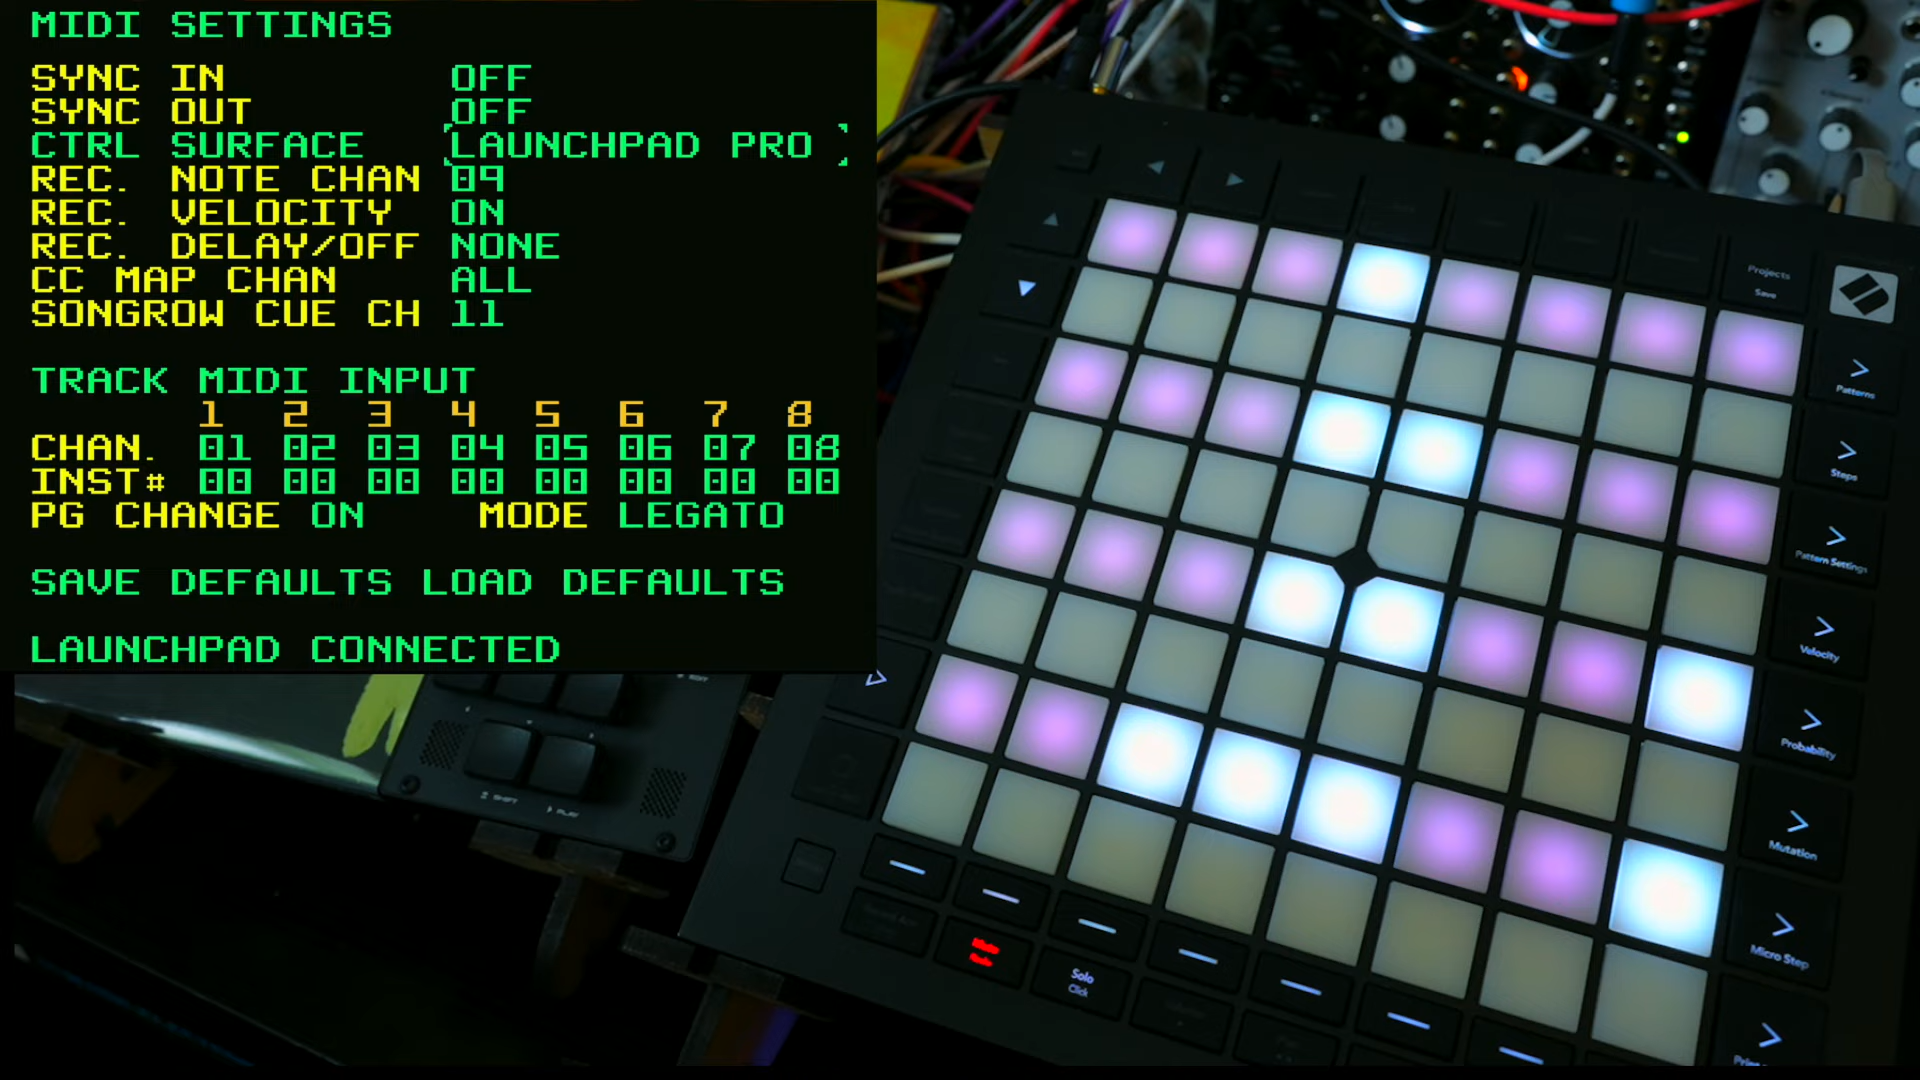 MIDI SETTINGS
SYNC IN OFF
SYNC OUT OFF
CTRL SURFACE LAUNCHPAD PRO
REC. NOTE CHAN 09
REC. VELOCITY ON
REC. DELAY/OFF NONE
CC MAP CHAN ALL
SONGROW CUE CH 11
TRACK MIDI INPUT
1 2 3 4 5 6 7 8
CHAN. 01 02 03 04 05 06 07 08
INST# 00 00 00 00 00 00 00 00
PG CHANGE ON MODE LEGATO
SAVE DEFAULTS LOAD DEFAULTS
LAUNCHPAD CONNECTED
Projects
Save
Patterns
Steps
Pattern Settings
Velocity
Probability
Mutation
Micro Step
Solo
Click
SHIFT
PLAY
EDIT